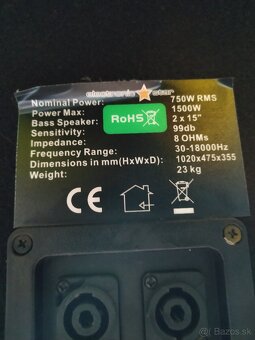 electronic star
Nominal Power: 750W RMS
Power Max: 1500W
Bass Speaker: 2 x 15"
Sensitivity: 99db
Impedance: 8 OHMs
Frequency Range: 30-18000Hz
Dimensions in mm(HxWxD): 1020x475x355
Weight: 23 kg
RoHS
CE
bazos.sk